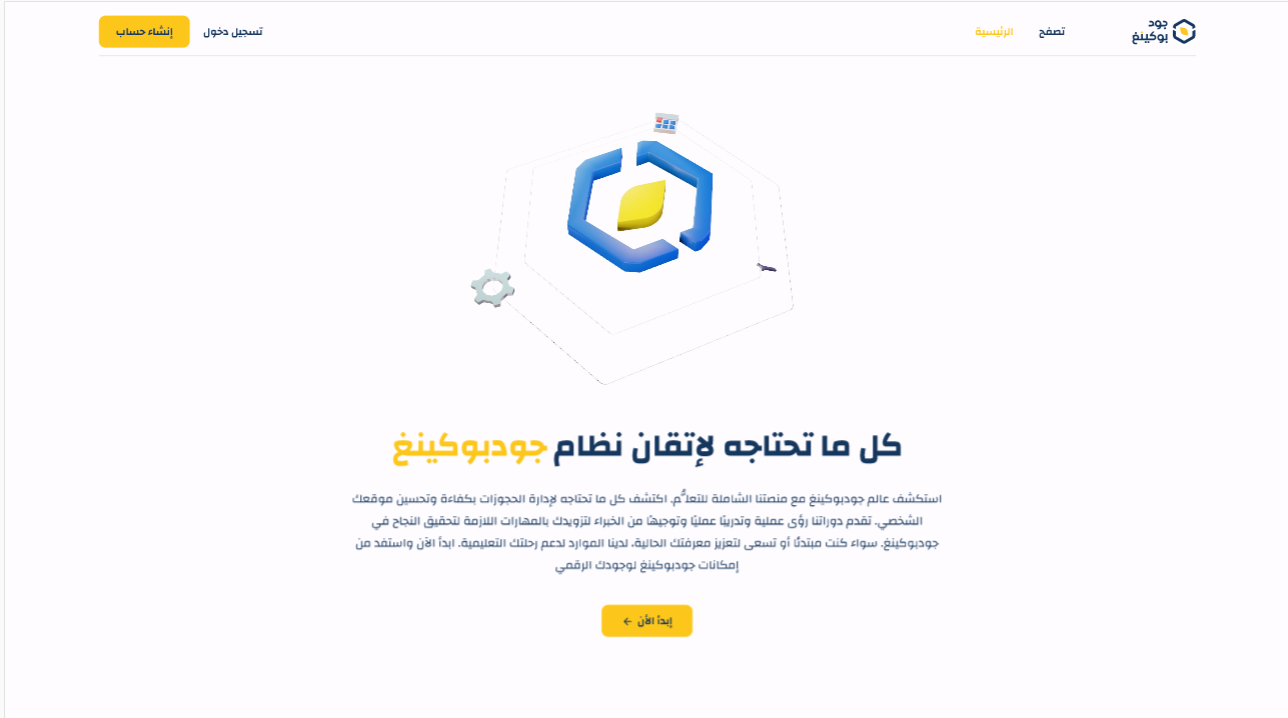 جود
بوكينغ
تصفح
الرئيسية
تسجيل دخول
إنشاء حساب
كل ما تحتاجه لإتقان نظام جودبوكينغ
استكشف عالم جودبوكينغ مع منصتنا الشاملة للتعلُّم. اكتشف كل ما تحتاجه لإدارة الحجوزات بكفاءة وتحسين موقعك
الشخصي. تقدم دوراتنا رؤى عملية وتدريبًا عمليًا وتوجيهًا من الخبراء لتزويدك بالمهارات اللازمة لتحقيق النجاح في
جودبوكينغ. سواء كنت مبتدئًا أو تسعى لتعزيز معرفتك الحالية، لدينا الموارد لدعم رحلتك التعليمية. ابدأ الآن واستفد من
إمكانات جودبوكينغ لوجودك الرقمي
إبدأ الأن ←